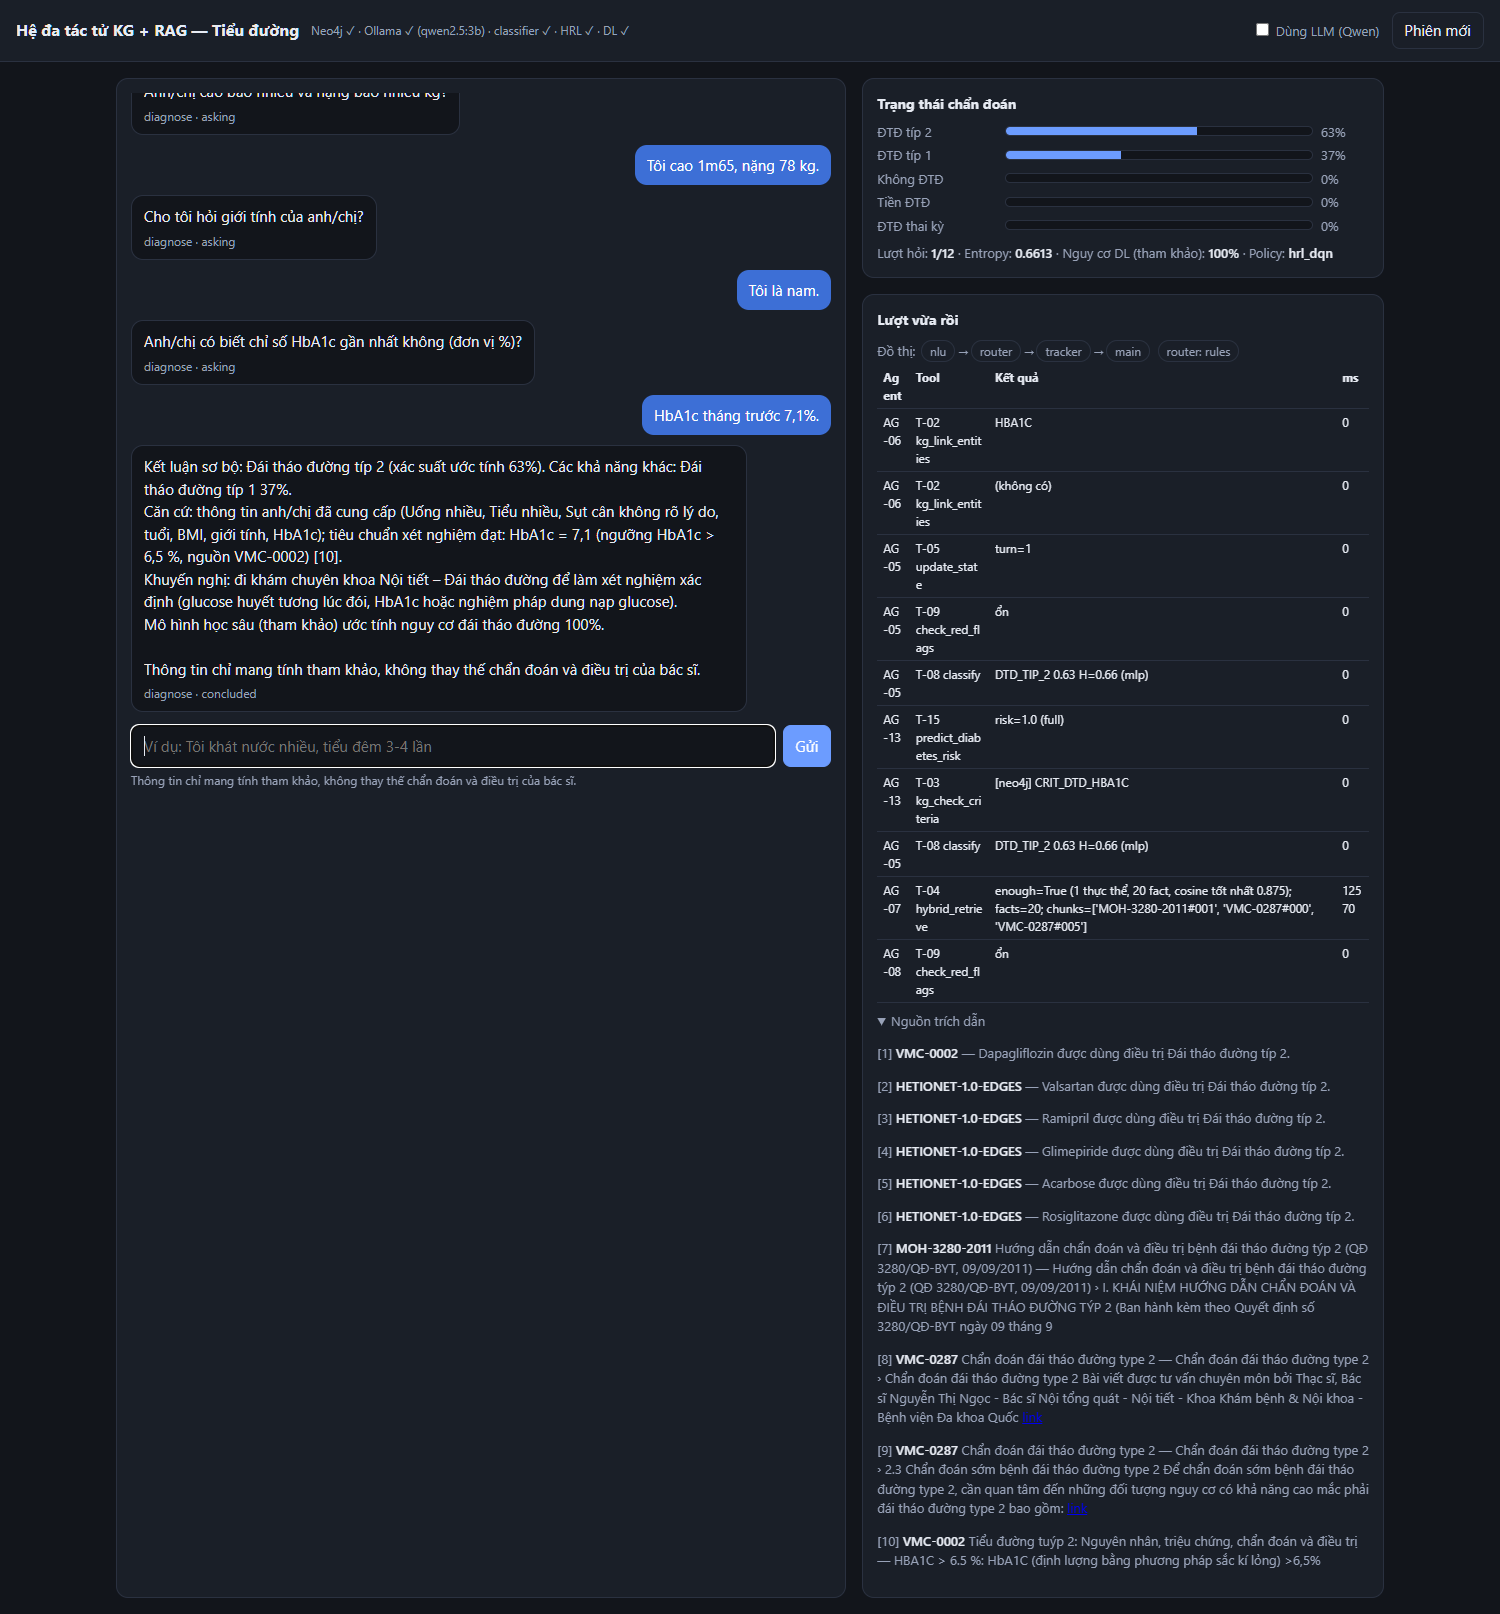 Hệ đa tác tử KG + RAG — Tiểu đường
Neo4j ✓ · Ollama ✓ (qwen2.5:3b) · classifier ✓ · HRL ✓ · DL ✓
Dùng LLM (Qwen)
Phiên mới
Anh/chị cao bao nhiêu và nặng bao nhiêu kg?
diagnose · asking
Tôi cao 1m65, nặng 78 kg.
Cho tôi hỏi giới tính của anh/chị?
diagnose · asking
Tôi là nam.
Anh/chị có biết chỉ số HbA1c gần nhất không (đơn vị %)?
diagnose · asking
HbA1c tháng trước 7,1%.
Kết luận sơ bộ: Đái tháo đường típ 2 (xác suất ước tính 63%). Các khả năng khác: Đái
tháo đường típ 1 37%.
Căn cứ: thông tin anh/chị đã cung cấp (Uống nhiều, Tiểu nhiều, Sụt cân không rõ lý do,
tuổi, BMI, giới tính, HbA1c); tiêu chuẩn xét nghiệm đạt: HbA1c = 7,1 (ngưỡng HbA1c >
6,5 %, nguồn VMC-0002) [10].
Khuyến nghị: đi khám chuyên khoa Nội tiết – Đái tháo đường để làm xét nghiệm xác
định (glucose huyết tương lúc đói, HbA1c hoặc nghiệm pháp dung nạp glucose).
Mô hình học sâu (tham khảo) ước tính nguy cơ đái tháo đường 100%.
Thông tin chỉ mang tính tham khảo, không thay thế chẩn đoán và điều trị của bác sĩ.
diagnose · concluded
Ví dụ: Tôi khát nước nhiều, tiểu đêm 3-4 lần
Gửi
Thông tin chỉ mang tính tham khảo, không thay thế chẩn đoán và điều trị của bác sĩ.
Trạng thái chẩn đoán
ĐTĐ típ 2 63%
ĐTĐ típ 1 37%
Không ĐTĐ 0%
Tiền ĐTĐ 0%
ĐTĐ thai kỳ 0%
Lượt hỏi: 1/12 · Entropy: 0.6613 · Nguy cơ DL (tham khảo): 100% · Policy: hrl_dqn
Lượt vừa rồi
Đồ thị: nlu → router → tracker → main router: rules
Ag Tool Kết quả ms
ent
AG T-02 HBA1C 0
-06 kg_link_entit
ies
AG T-02 (không có) 0
-06 kg_link_entit
ies
AG T-05 turn=1 0
-05 update_stat
e
AG T-09 ổn 0
-05 check_red_fl
ags
AG T-08 classify DTD_TIP_2 0.63 H=0.66 (mlp) 0
-05
AG T-15 risk=1.0 (full) 0
-13 predict_diab
etes_risk
AG T-03 [neo4j] CRIT_DTD_HBA1C 0
-13 kg_check_cri
teria
AG T-08 classify DTD_TIP_2 0.63 H=0.66 (mlp) 0
-05
AG T-04 enough=True (1 thực thể, 20 fact, cosine tốt nhất 0.875); 125
-07 hybrid_retrie facts=20; chunks=['MOH-3280-2011#001', 'VMC-0287#000', 70
ve 'VMC-0287#005']
AG T-09 ổn 0
-08 check_red_fl
ags
▼ Nguồn trích dẫn
[1] VMC-0002 — Dapagliflozin được dùng điều trị Đái tháo đường típ 2.
[2] HETIONET-1.0-EDGES — Valsartan được dùng điều trị Đái tháo đường típ 2.
[3] HETIONET-1.0-EDGES — Ramipril được dùng điều trị Đái tháo đường típ 2.
[4] HETIONET-1.0-EDGES — Glimepiride được dùng điều trị Đái tháo đường típ 2.
[5] HETIONET-1.0-EDGES — Acarbose được dùng điều trị Đái tháo đường típ 2.
[6] HETIONET-1.0-EDGES — Rosiglitazone được dùng điều trị Đái tháo đường típ 2.
[7] MOH-3280-2011 Hướng dẫn chẩn đoán và điều trị bệnh đái tháo đường týp 2 (QĐ
3280/QĐ-BYT, 09/09/2011) — Hướng dẫn chẩn đoán và điều trị bệnh đái tháo đường
týp 2 (QĐ 3280/QĐ-BYT, 09/09/2011) › I. KHÁI NIỆM HƯỚNG DẪN CHẨN ĐOÁN VÀ
ĐIỀU TRỊ BỆNH ĐÁI THÁO ĐƯỜNG TÝP 2 (Ban hành kèm theo Quyết định số
3280/QĐ-BYT ngày 09 tháng 9
[8] VMC-0287 Chẩn đoán đái tháo đường type 2 — Chẩn đoán đái tháo đường type 2
› Chẩn đoán đái tháo đường type 2 Bài viết được tư vấn chuyên môn bởi Thạc sĩ, Bác
sĩ Nguyễn Thị Ngọc - Bác sĩ Nội tổng quát - Nội tiết - Khoa Khám bệnh & Nội khoa -
Bệnh viện Đa khoa Quốc link
[9] VMC-0287 Chẩn đoán đái tháo đường type 2 — Chẩn đoán đái tháo đường type 2
› 2.3 Chẩn đoán sớm bệnh đái tháo đường type 2 Để chẩn đoán sớm bệnh đái tháo
đường type 2, cần quan tâm đến những đối tượng nguy cơ có khả năng cao mắc phải
đái tháo đường type 2 bao gồm: link
[10] VMC-0002 Tiểu đường tuýp 2: Nguyên nhân, triệu chứng, chẩn đoán và điều trị
— HBA1C > 6.5 %: HbA1C (định lượng bằng phương pháp sắc kí lỏng) >6,5%